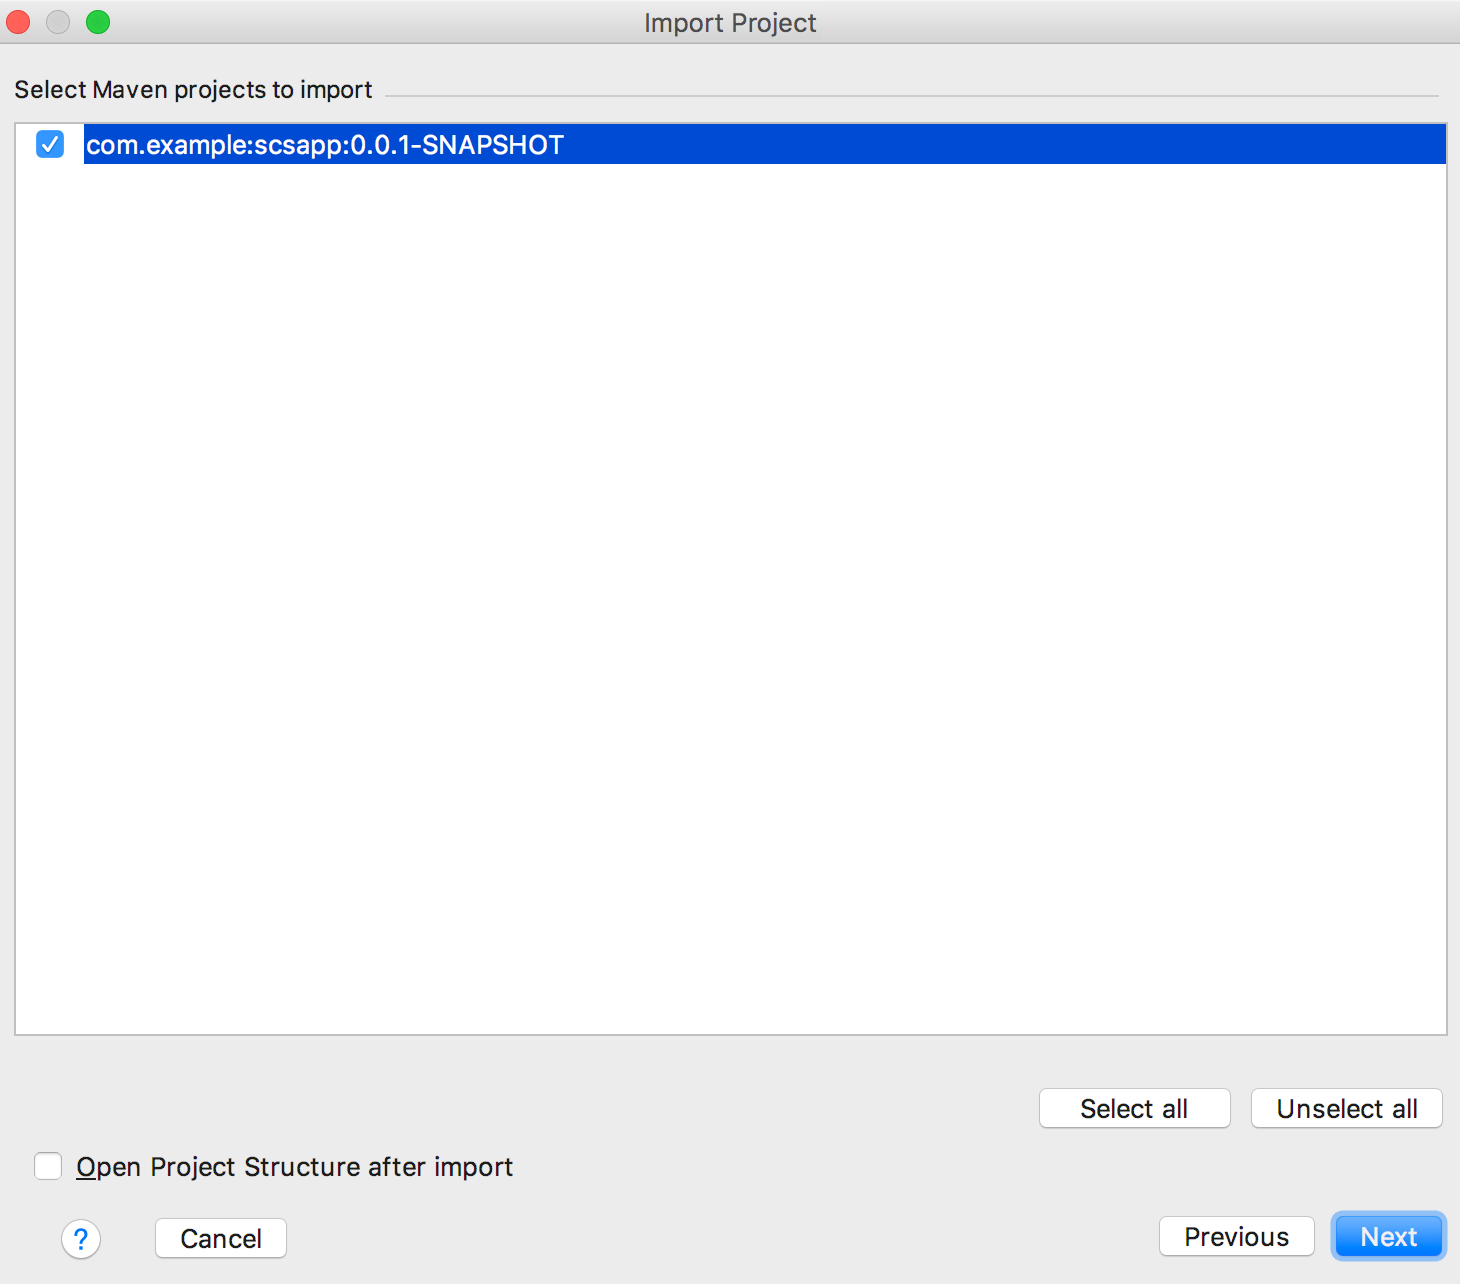 Import Project
Select Maven projects to import
com.example:scsapp:0.0.1-SNAPSHOT
Select all
Unselect all
Open Project Structure after import
?
Cancel
Previous
Next